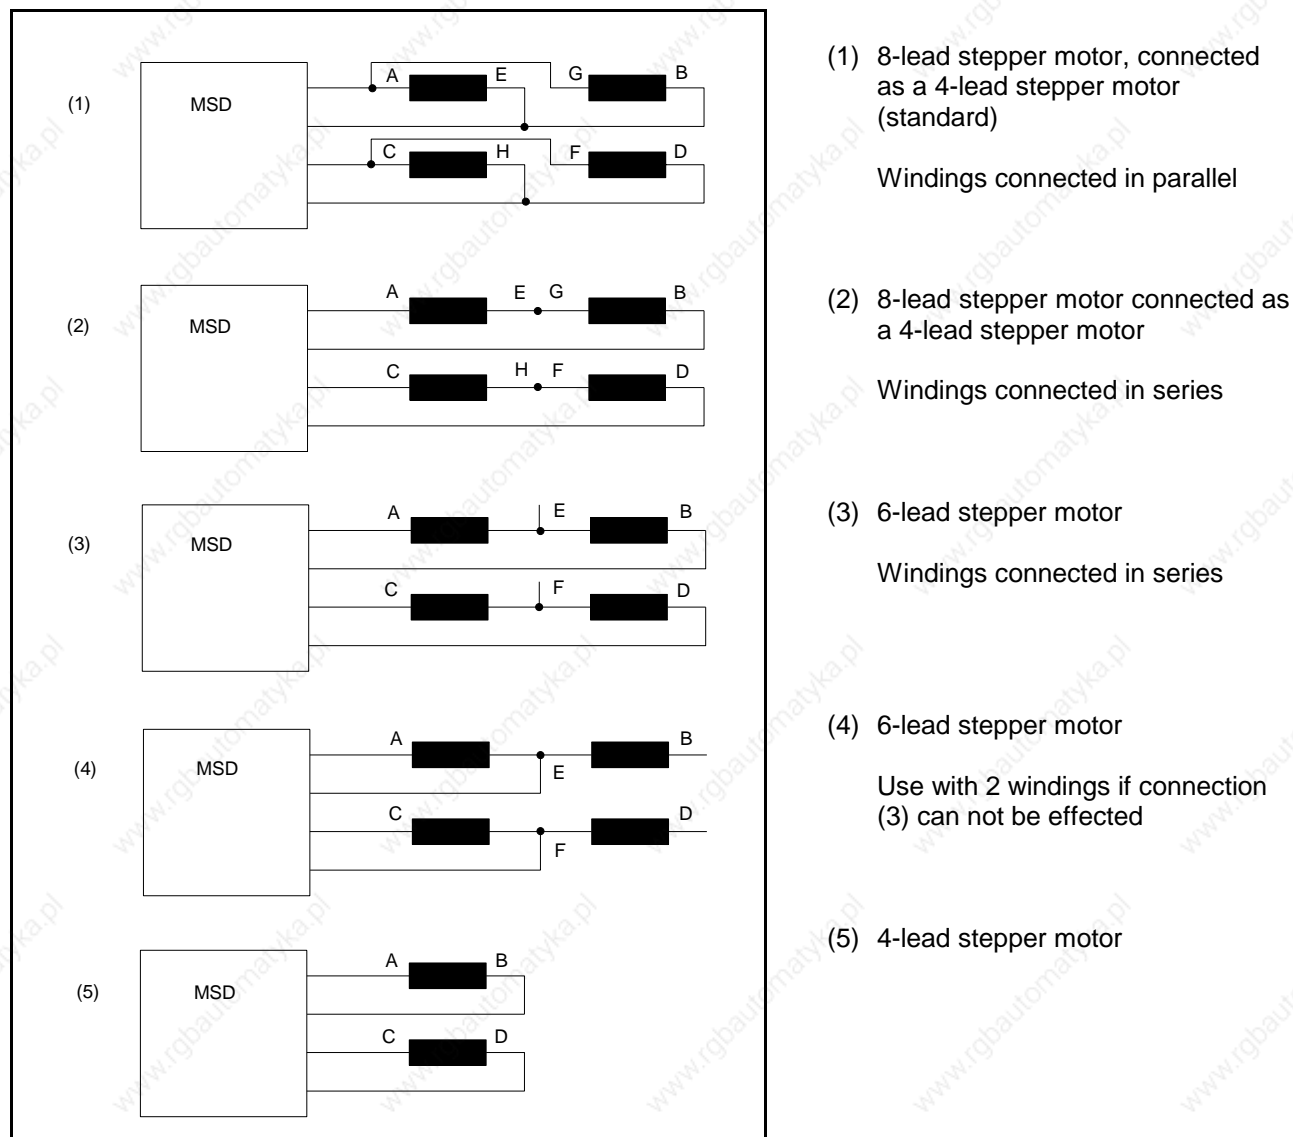 (1) MSD A E G B
C H F D
(1) 8-lead stepper motor, connected
as a 4-lead stepper motor
(standard)
Windings connected in parallel
(2) MSD A E G B
C H F D
(2) 8-lead stepper motor connected as
a 4-lead stepper motor
Windings connected in series
(3) MSD A E B
C F D
(3) 6-lead stepper motor
Windings connected in series
(4) MSD A E B
C F D
(4) 6-lead stepper motor
Use with 2 windings if connection
(3) can not be effected
(5) MSD A B
C D
(5) 4-lead stepper motor
www.rgbautomatyka.pl